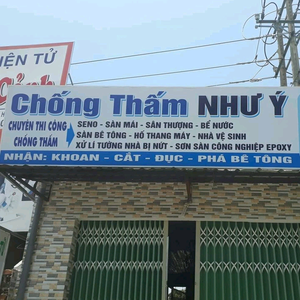 IỆN TỬ
Chống Thấm NHƯ Ý
CHUYÊN THI CÔNG
CHỐNG THẤM
SENO - SÀN MÁI - SÂN THƯỢNG - BỂ NƯỚC
SÀN BÊ TÔNG - HỐ THANG MÁY - NHÀ VỆ SINH
XỬ LÍ TƯỜNG NHÀ BỊ NỨT - SƠN SÀN CÔNG NGHIỆP EPOXY
NHẬN: KHOAN - CẮT - ĐỤC - PHÁ BÊ TÔNG